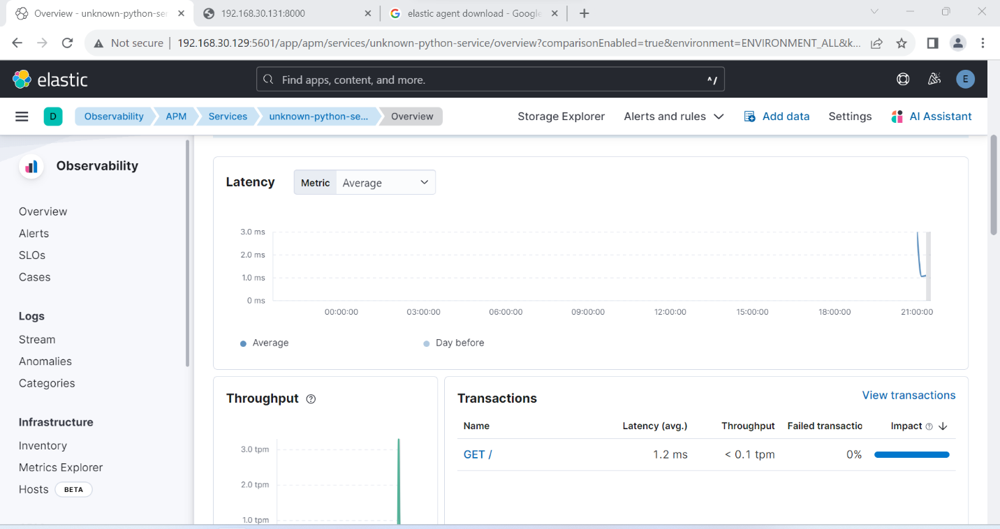 Overview - unknown-python-se
192.168.30.131:8000
elastic agent download - Google
Not secure
192.168.30.129:5601/app/apm/services/unknown-python-service/overview?comparisonEnabled=true&environment=ENVIRONMENT_ALL&k...
elastic
Find apps, content, and more.
^/
E
D
Observability
APM
Services
unknown-python-se...
Overview
Storage Explorer
Alerts and rules
Add data
Settings
AI Assistant
Observability
Overview
Alerts
SLOs
Cases
Logs
Stream
Anomalies
Categories
Infrastructure
Inventory
Metrics Explorer
Hosts BETA
Latency
Metric Average
3.0 ms
2.0 ms
1.0 ms
0 ms
00:00:00 03:00:00 06:00:00 09:00:00 12:00:00 15:00:00 18:00:00 21:00:00
Average Day before
Throughput
3.0 tpm
2.0 tpm
1.0 tpm
Transactions
View transactions
Name Latency (avg.) Throughput Failed transactio Impact
GET / 1.2 ms < 0.1 tpm 0%